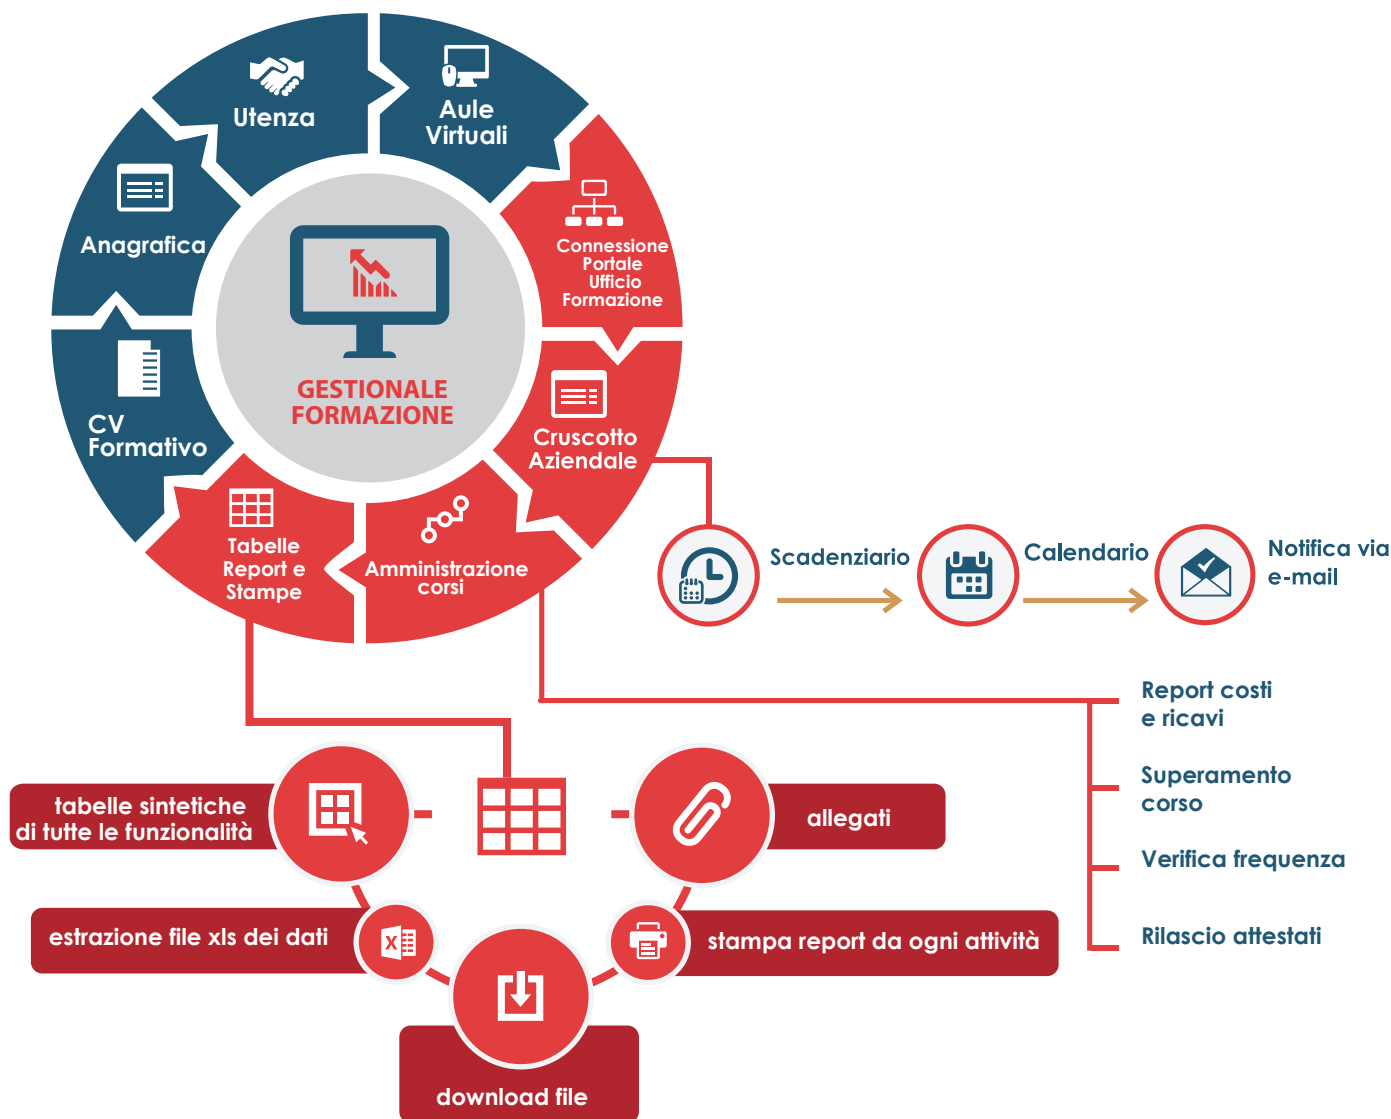 Utenza
Aule
Virtuali
Anagrafica
Connessione
Portale
Ufficio
Formazione
GESTIONALE
FORMAZIONE
CV
Formativo
Cruscotto
Aziendale
Tabelle
Report e
Stampe
Amministrazione
corsi
Scadenziario
Calendario
Notifica via
e-mail
Report costi
e ricavi
Superamento
corso
Verifica frequenza
Rilascio attestati
tabelle sintetiche
di tutte le funzionalità
allegati
estrazione file xls dei dati
X
stampa report da ogni attività
download file